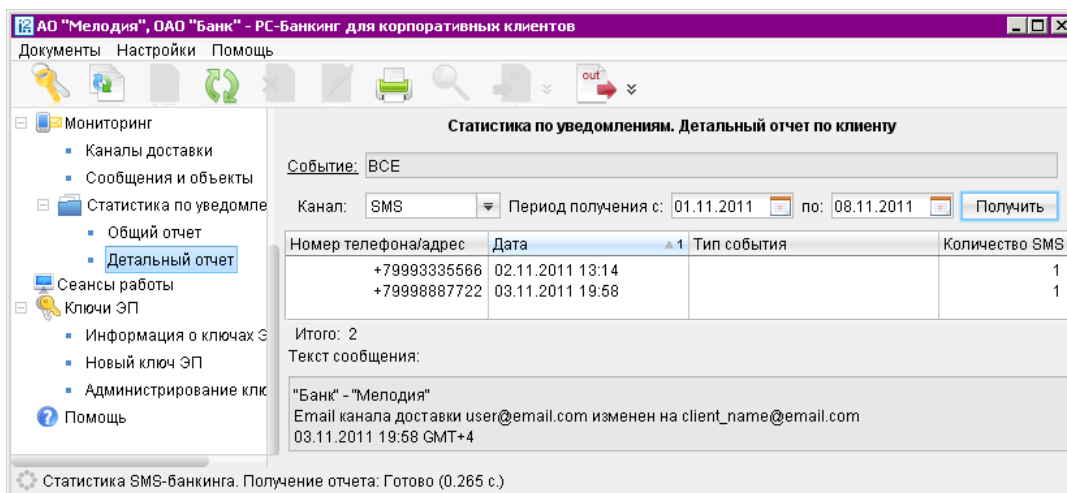 АО "Мелодия", ОАО "Банк" - РС-Банкинг для корпоративных клиентов
Документы Настройки Помощь
out
Мониторинг
Каналы доставки
Сообщения и объекты
Статистика по уведомле
Общий отчет
Детальный отчет
Сеансы работы
Ключи ЭП
Информация о ключах Э
Новый ключ ЭП
Администрирование клю
Помощь
Статистика по уведомлениям. Детальный отчет по клиенту
Событие: ВСЕ
Канал: SMS Период получения с: 01.11.2011 по: 08.11.2011 Получить
Номер телефона/адрес Дата 1 Тип события Количество SMS
+79993335566 02.11.2011 13:14 1
+79998887722 03.11.2011 19:58 1
Итого: 2
Текст сообщения:
"Банк" - "Мелодия"
Email канала доставки user@email.com изменен на client_name@email.com
03.11.2011 19:58 GMT+4
Статистика SMS-банкинга. Получение отчета: Готово (0.265 с.)